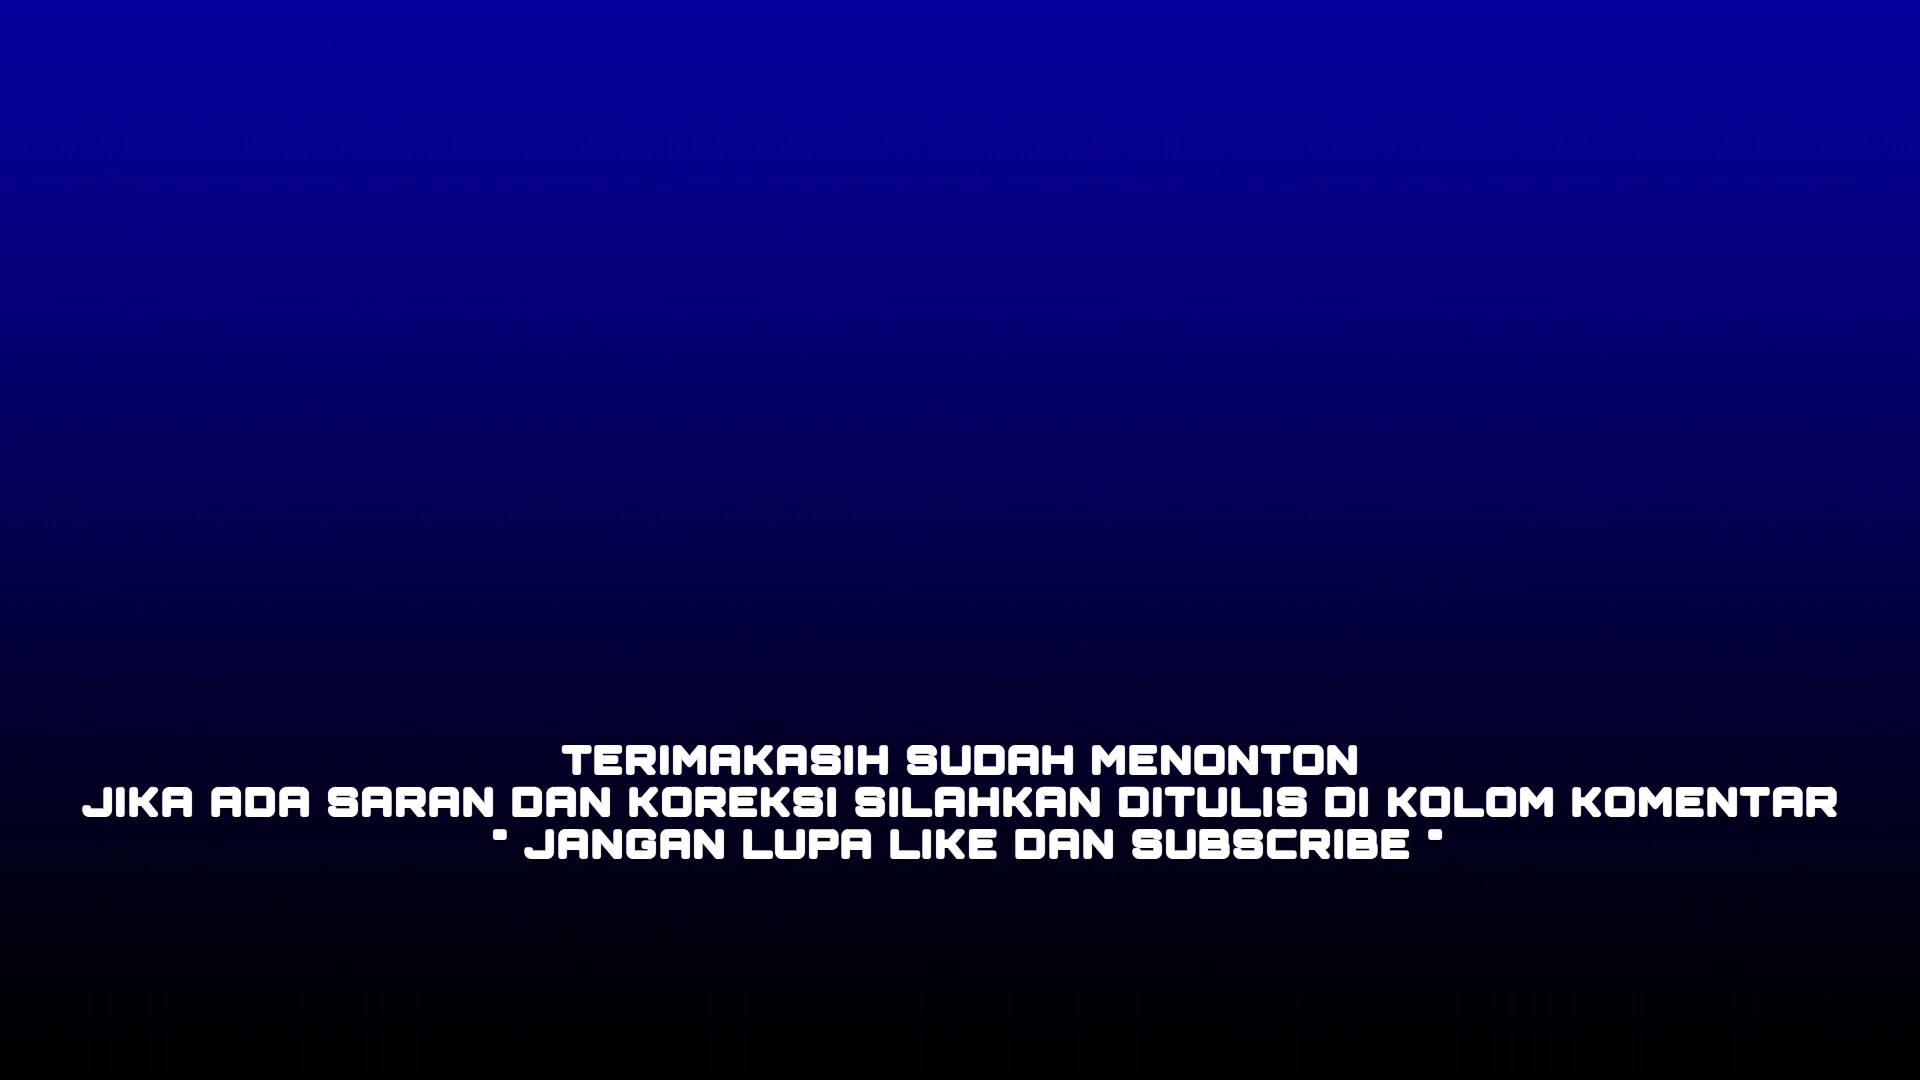 TERIMAKASIH SUDAH MENONTON
JIKA ADA SARAN DAN KOREKSI SILAHKAN DITULIS DI KOLOM KOMENTAR
" JANGAN LUPA LIKE DAN SUBSCRIBE "